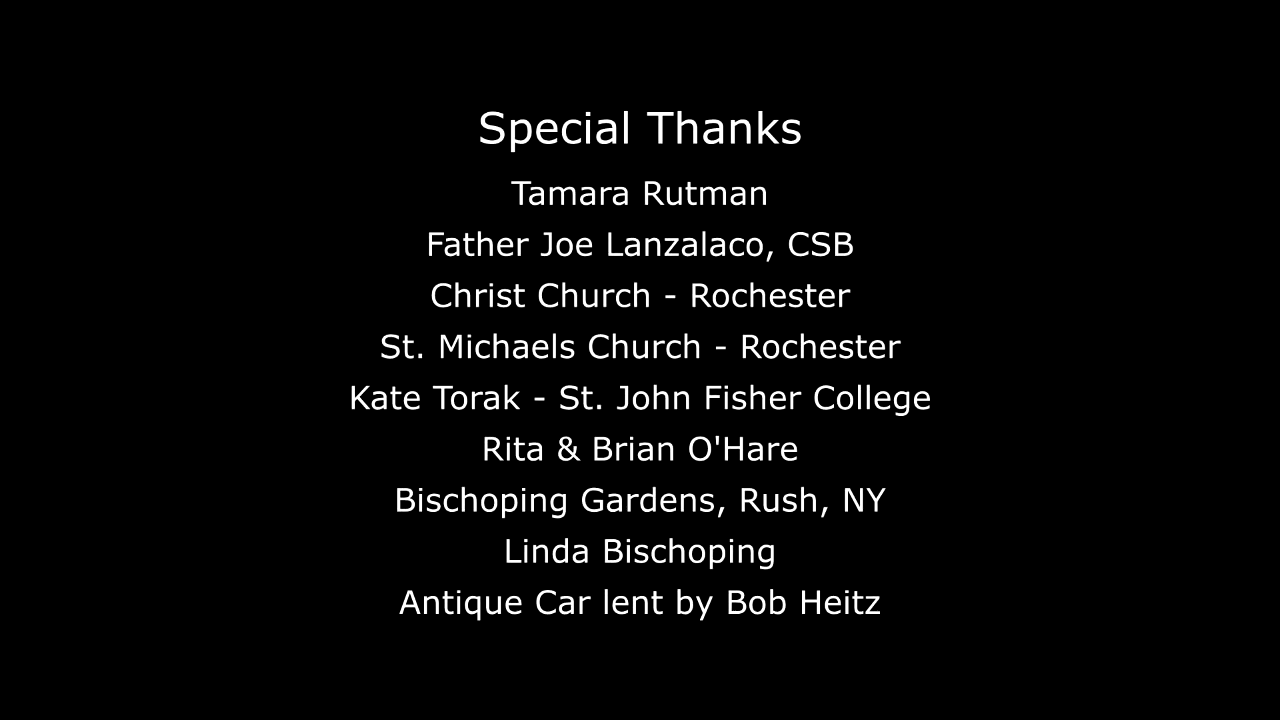 Special Thanks
Tamara Rutman
Father Joe Lanzalaco, CSB
Christ Church - Rochester
St. Michaels Church - Rochester
Kate Torak - St. John Fisher College
Rita & Brian O'Hare
Bischoping Gardens, Rush, NY
Linda Bischoping
Antique Car lent by Bob Heitz